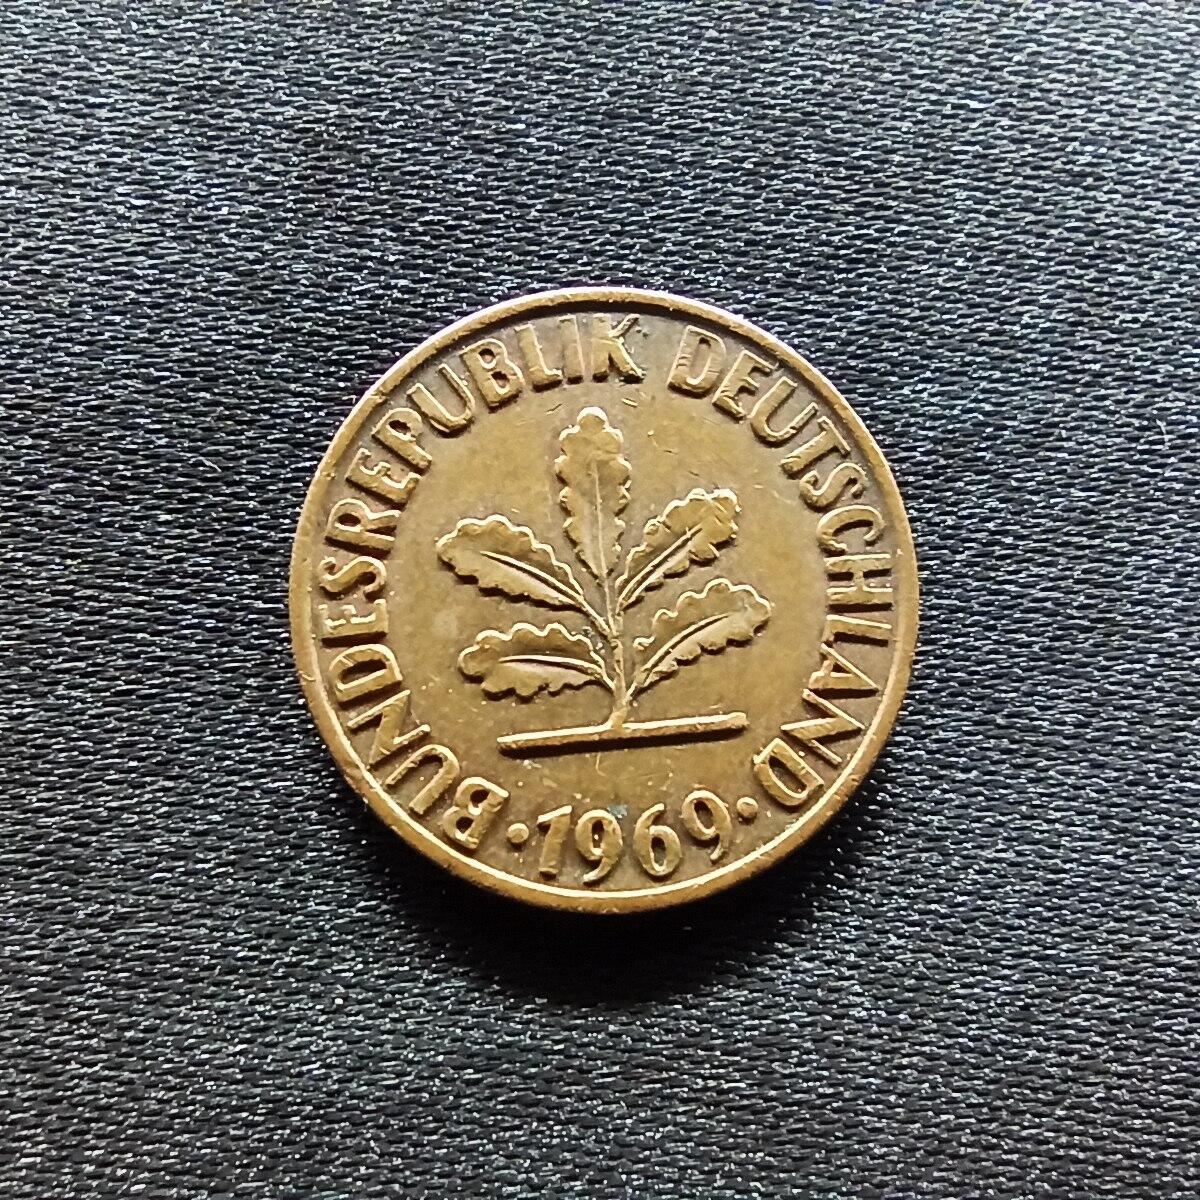 BUNDESREPUBLIK DEUTSCHLAND
·1969·